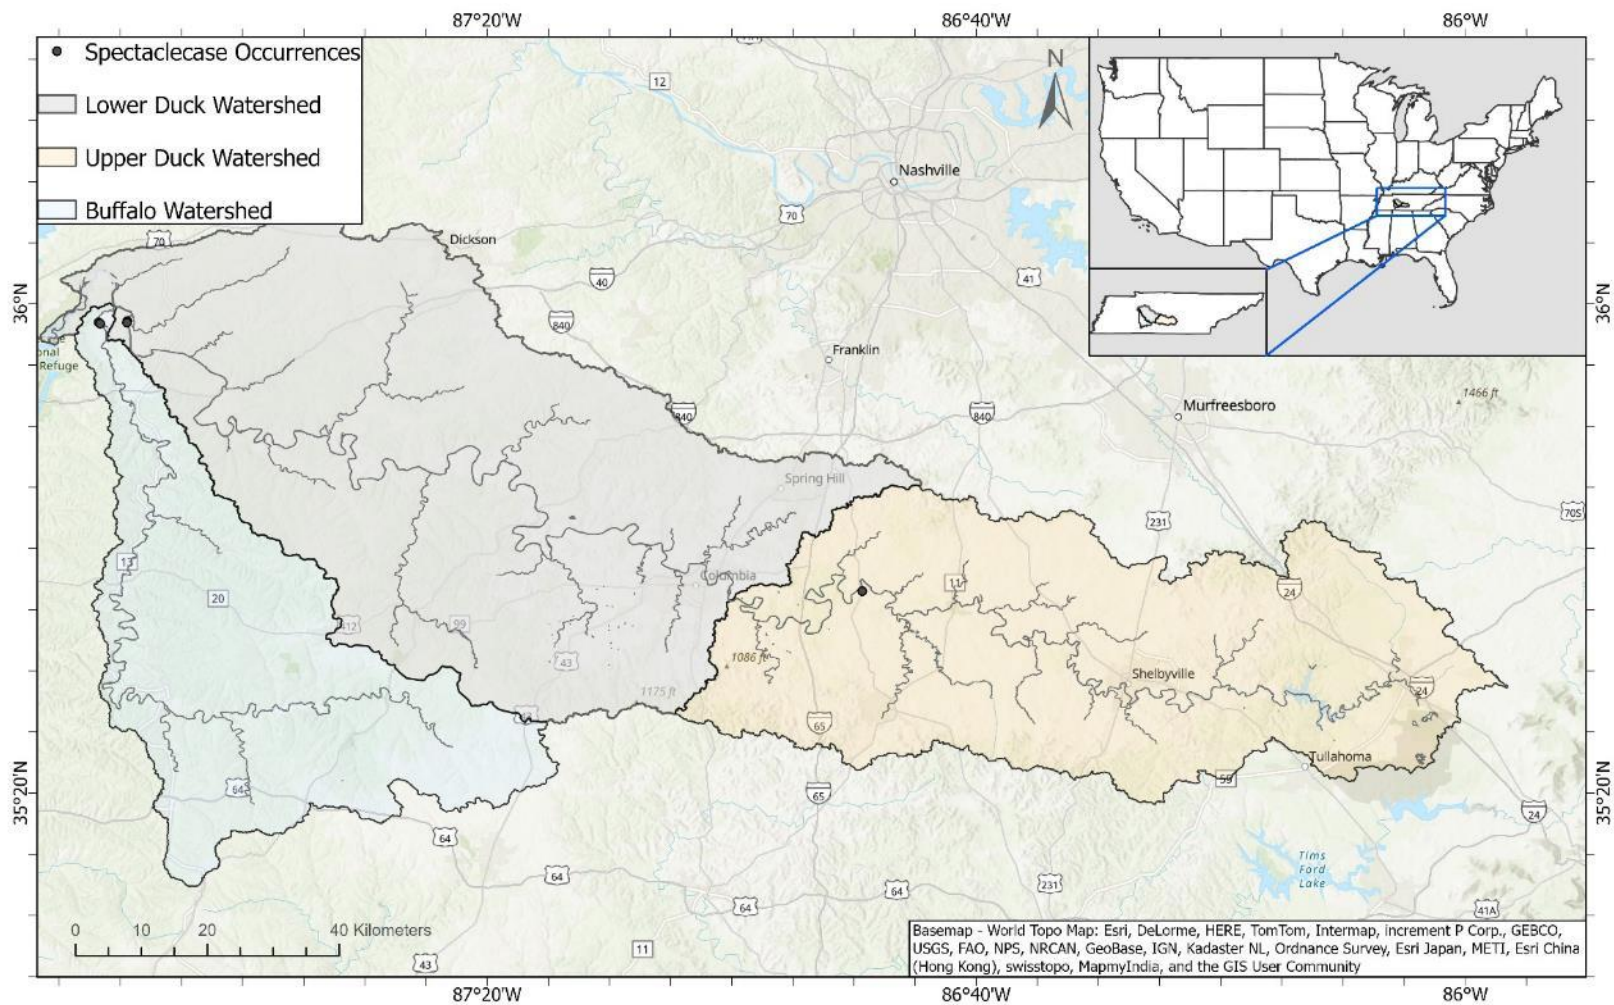 87°20'W
86°40'W
86°W
Spectaclecase Occurrences
Lower Duck Watershed
Upper Duck Watershed
Buffalo Watershed
N
12
Nashville
70
70
Dickson
40
41
36°N
36°N
840
onal
Refuge
Franklin
840
840
1466 ft
Murfreesboro
Spring Hill
231
70S
Columbia
13
20
11
24
412
99
43
1086 ft
1175 ft
Shelbyville
24
65
Tullahoma
35°20'N
35°20'N
64
65
55
24
64
64
64
64
231
Tims
Ford
Lake
41A
0 10 20 40 Kilometers
11
43
Basemap - World Topo Map: Esri, DeLorme, HERE, TomTom, Intermap, increment P Corp., GEBCO,
USGS, FAO, NPS, NRCAN, GeoBase, IGN, Kadaster NL, Ordnance Survey, Esri Japan, METI, Esri China
(Hong Kong), swisstopo, MapmyIndia, and the GIS User Community
87°20'W
86°40'W
86°W